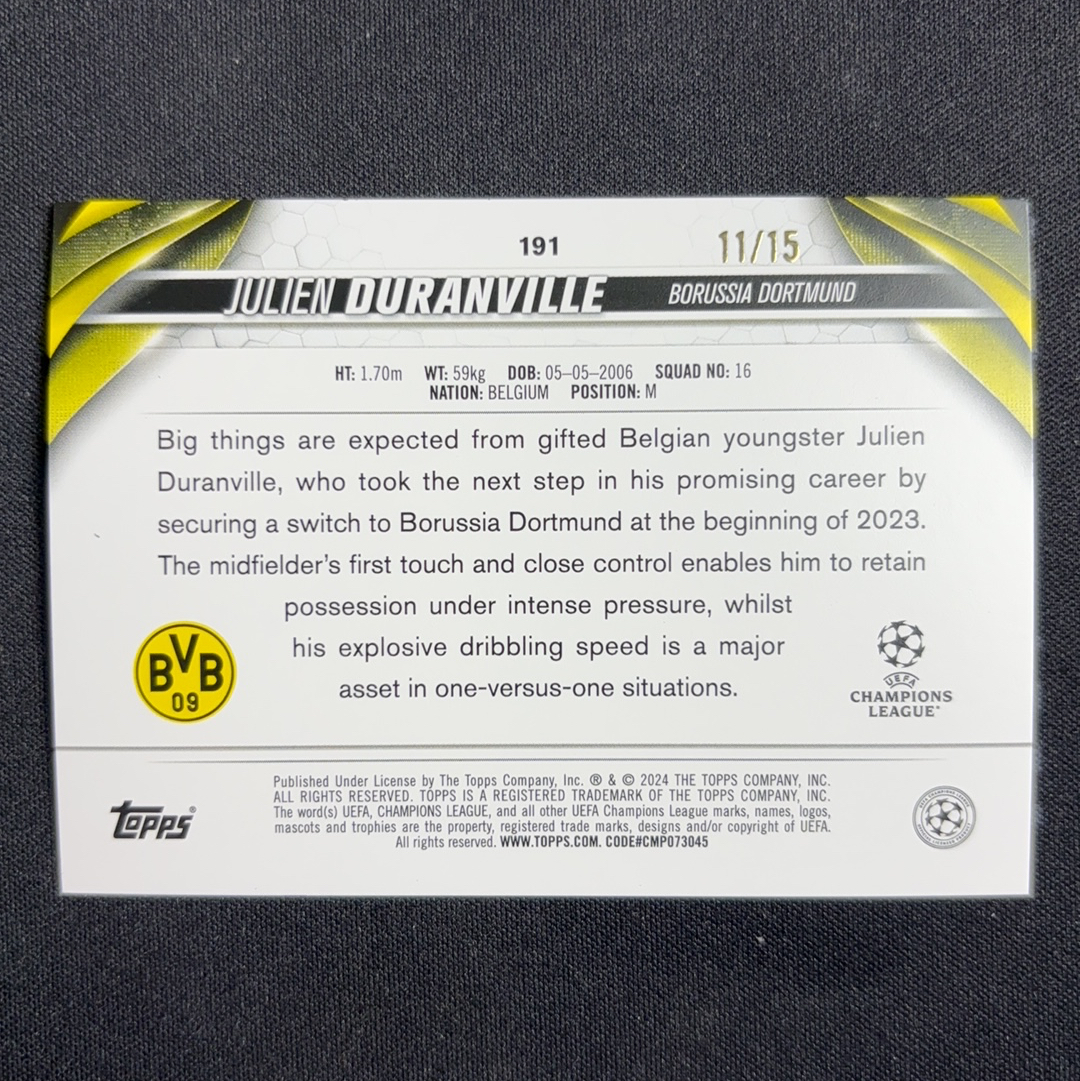 191
11/15
JULIEN DURANVILLE
BORUSSIA DORTMUND
HT: 1.70m WT: 59kg DOB: 05–05–2006 SQUAD NO: 16
NATION: BELGIUM POSITION: M
Big things are expected from gifted Belgian youngster Julien
Duranville, who took the next step in his promising career by
securing a switch to Borussia Dortmund at the beginning of 2023.
The midfielder's first touch and close control enables him to retain
possession under intense pressure, whilst
his explosive dribbling speed is a major
asset in one-versus-one situations.
BVB
09
UEFA
CHAMPIONS
LEAGUE®
Topps®
Published Under License by The Topps Company, Inc. ® & © 2024 THE TOPPS COMPANY, INC.
ALL RIGHTS RESERVED. TOPPS IS A REGISTERED TRADEMARK OF THE TOPPS COMPANY, INC.
The word(s) UEFA, CHAMPIONS LEAGUE, and all other UEFA Champions League marks, names, logos,
mascots and trophies are the property, registered trade marks, designs and/or copyright of UEFA.
All rights reserved. WWW.TOPPS.COM. CODE#CMP073045